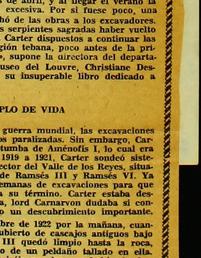 de abril, y al llegar el verano la
excesiva. Por si fuese poco, una
hó de las obras a los excavadores.
s serpientes sagradas haber vuelto
Carter dispuestos a continuar las
gión tebana, poco antes de la pri-
», supone la directora del departa-
useo del Louvre, Christiane Des-
su insuperable libro dedicado a
PLO DE VIDA
guerra mundial, las excavaciones
os paralizadas. Sin embargo, Car-
tumba de Aménofis I, lo cual era
1919 a 1921, Carter sondeó siste-
ector del Valle de los Reyes, situa-
de Ramsés III y Ramsés VI. Ya
emanas de excavaciones para que
a su término. Carter estaba des-
a, lord Carnarvon dudaba si con-
o un descubrimiento importante.
bre de 1922 por la mañana, cuan-
ubierto de cascajos antiguos bajo
III quedó limpio hasta la roca,
o de un peldaño tallado en ella.